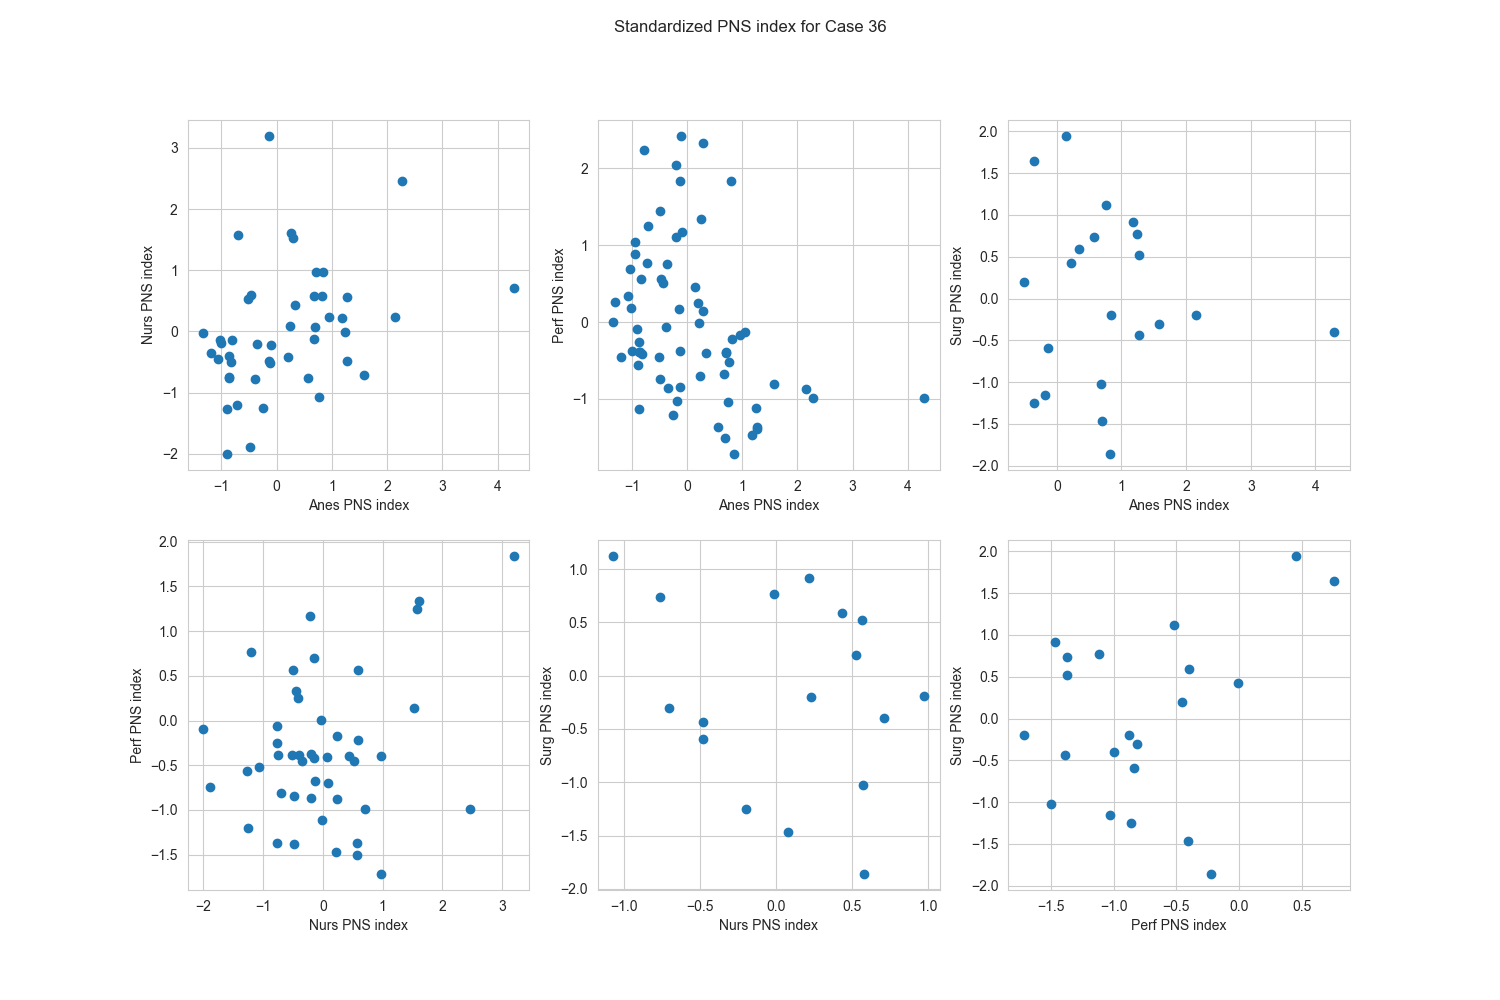 Standardized PNS index for Case 36
Nurs PNS index
3
2
1
0
−1
−2
−1 0 1 2 3 4
Anes PNS index
Perf PNS index
2
1
0
−1
−1 0 1 2 3 4
Anes PNS index
Surg PNS index
2.0
1.5
1.0
0.5
0.0
−0.5
−1.0
−1.5
−2.0
0 1 2 3 4
Anes PNS index
Perf PNS index
2.0
1.5
1.0
0.5
0.0
−0.5
−1.0
−1.5
−2 −1 0 1 2 3
Nurs PNS index
Surg PNS index
1.0
0.5
0.0
−0.5
−1.0
−1.5
−2.0
−1.0 −0.5 0.0 0.5 1.0
Nurs PNS index
Surg PNS index
2.0
1.5
1.0
0.5
0.0
−0.5
−1.0
−1.5
−2.0
−1.5 −1.0 −0.5 0.0 0.5
Perf PNS index